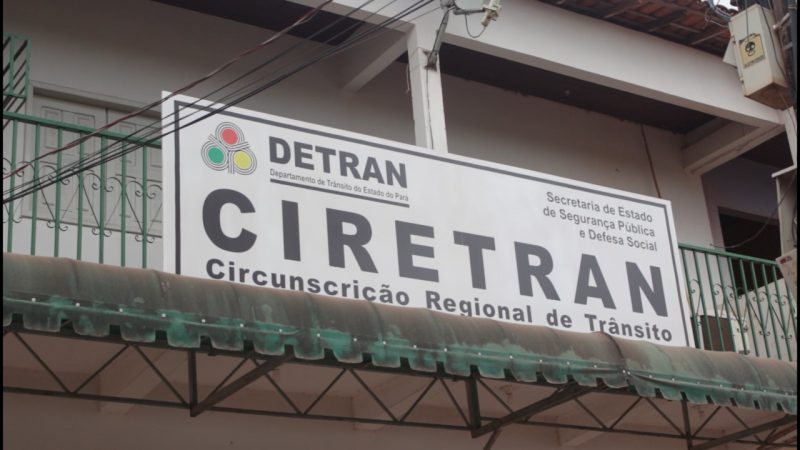 DETRAN
Departamento de Trânsito do Estado do Pará
Secretaria de Estado
de Segurança Pública
e Defesa Social
CIRETRAN
Circunscrição Regional de Trânsito